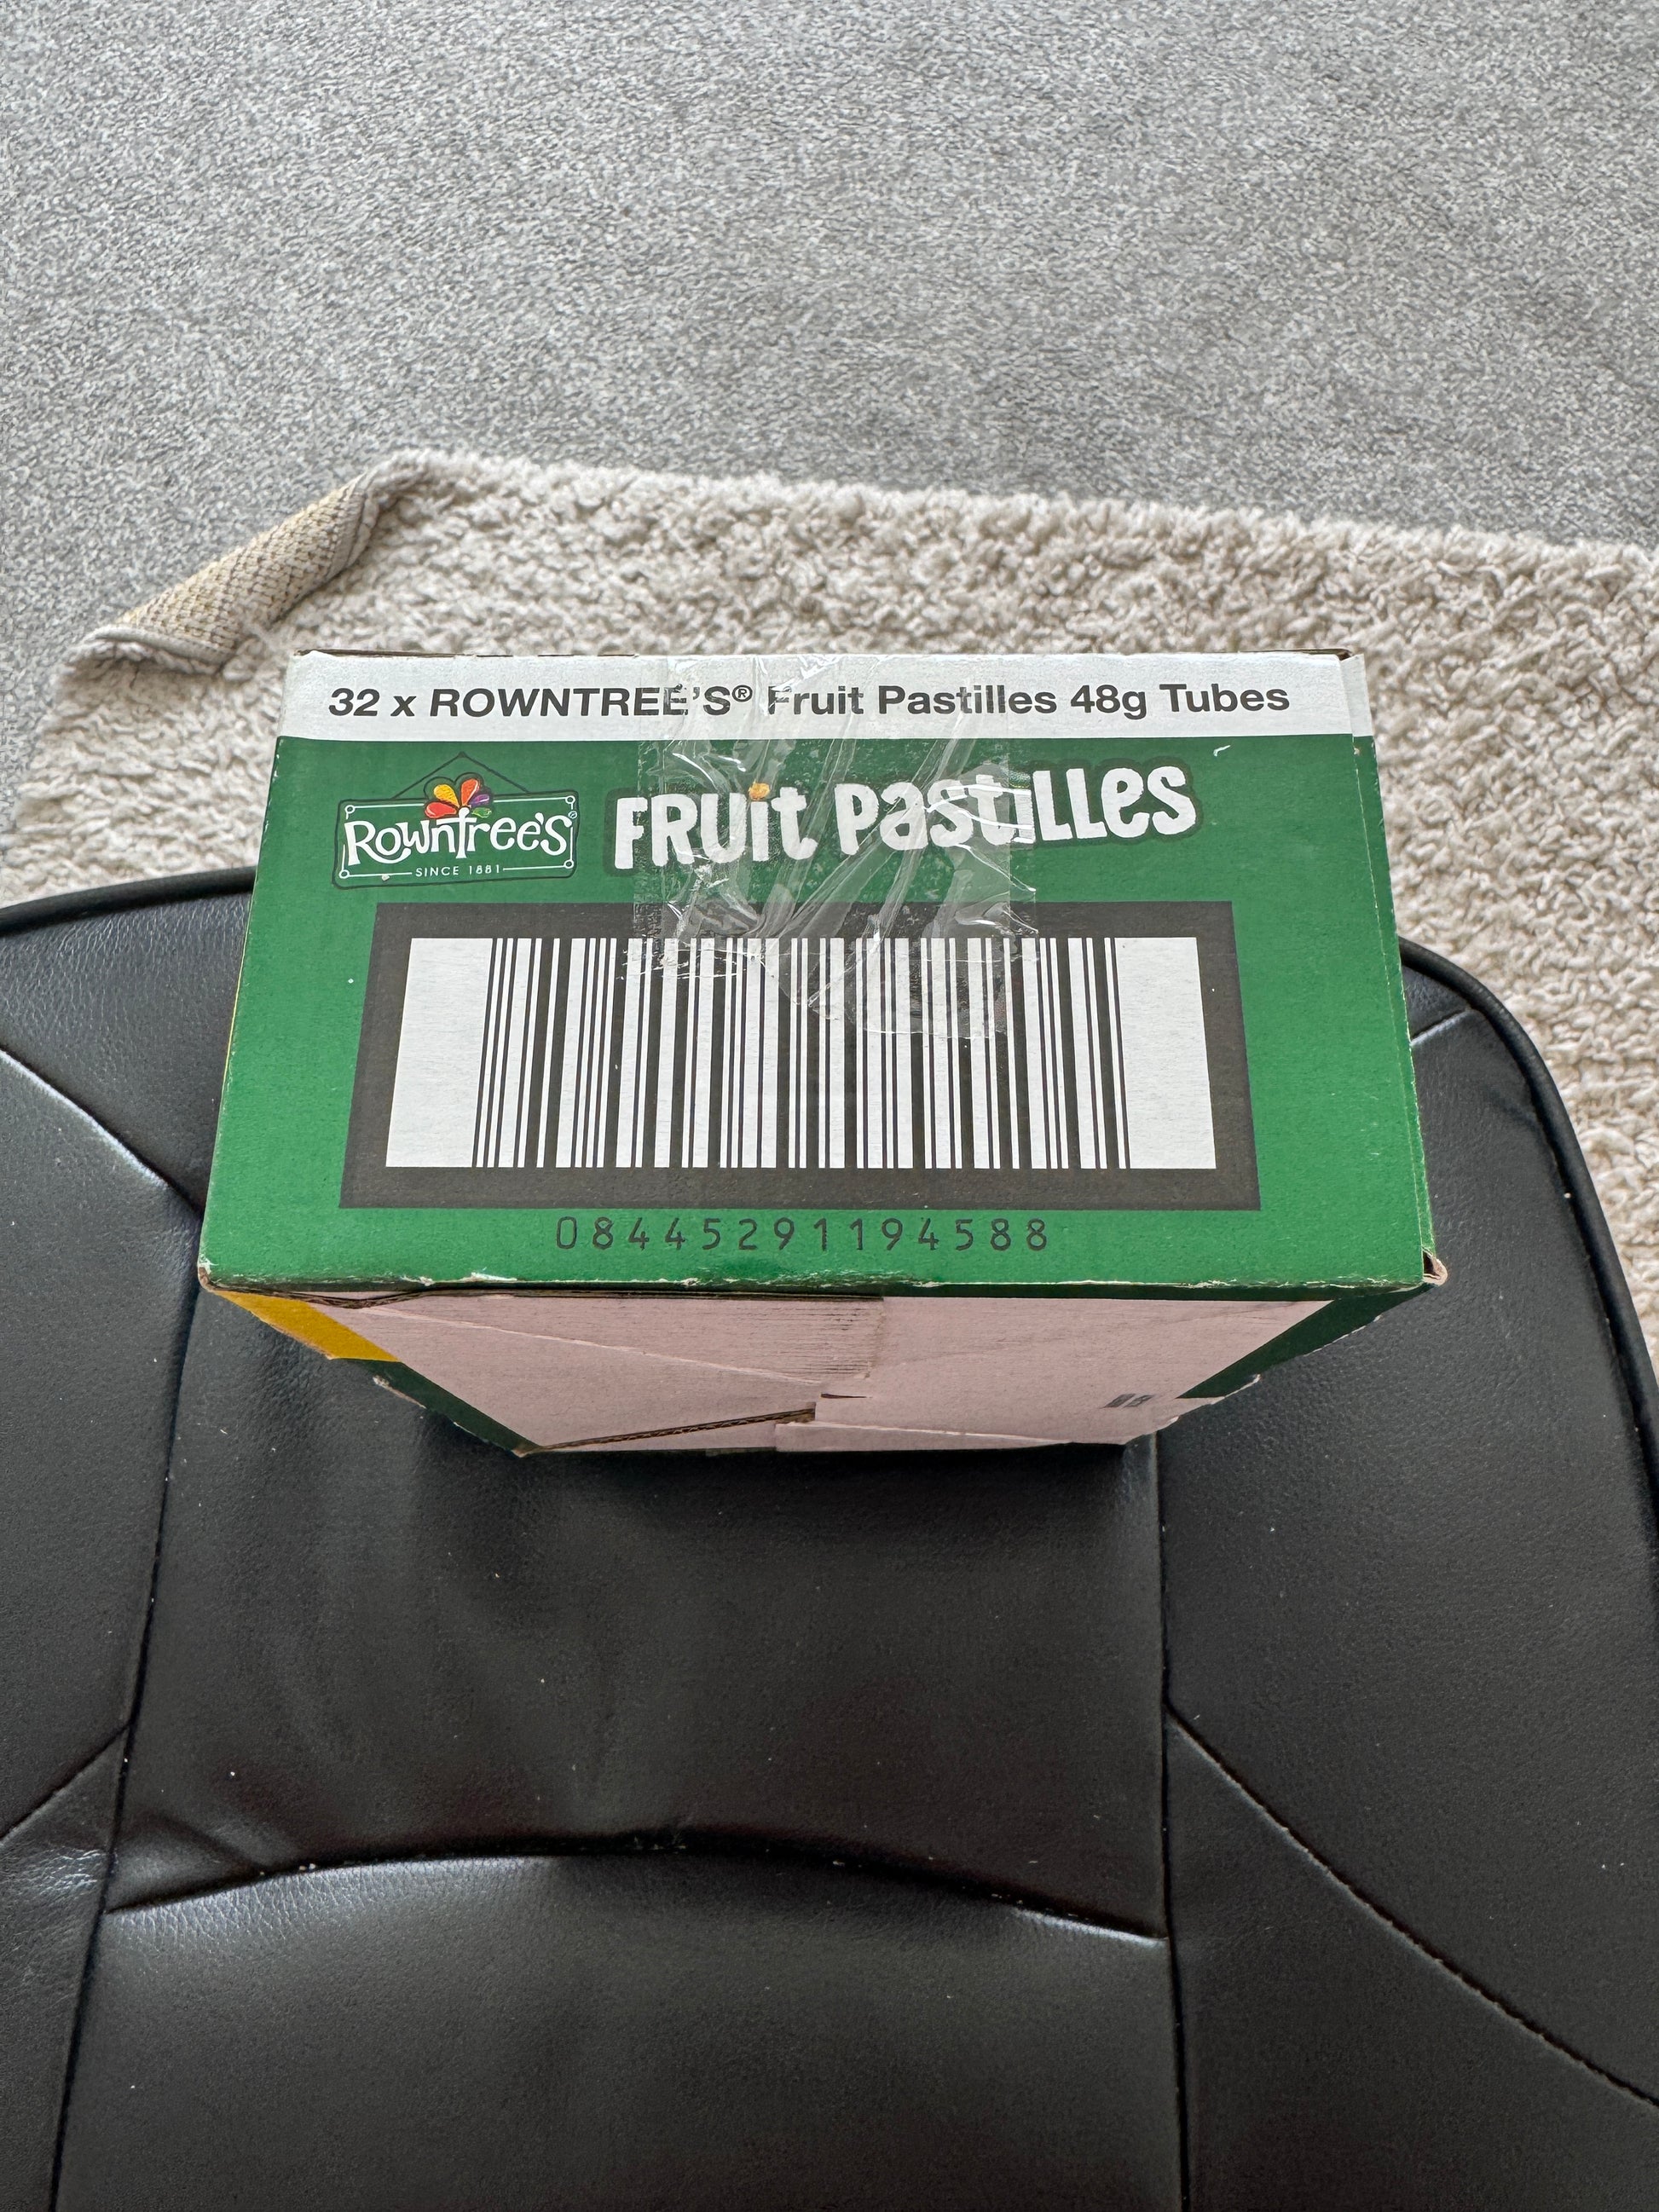 32 x ROWNTREE'S® Fruit Pastilles 48g Tubes
ROWNTREE'S®
SINCE 1881
FRUIT PASTILLES
08445291194588